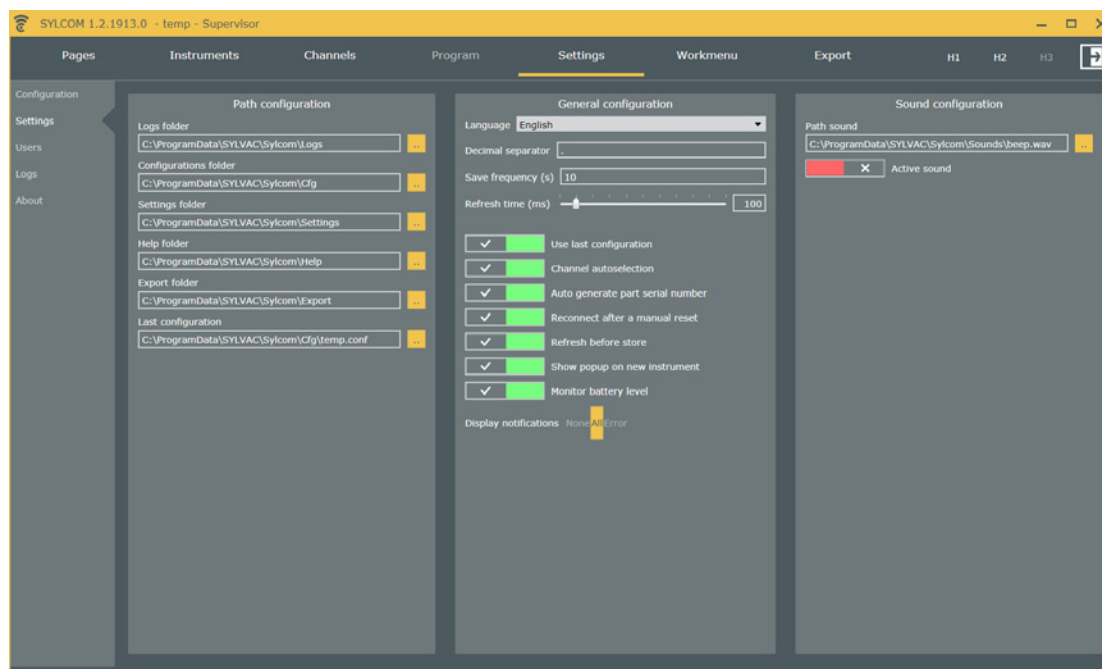 SYLCOM 1.2.1913.0 - temp - Supervisor
Pages Instruments Channels Program Settings Workmenu Export H1 H2 H3
Configuration
Settings
Users
Logs
About
Path configuration
Logs folder
C:\ProgramData\SYLVAC\Sylcom\Logs ..
Configurations folder
C:\ProgramData\SYLVAC\Sylcom\Cfg ..
Settings folder
C:\ProgramData\SYLVAC\Sylcom\Settings ..
Help folder
C:\ProgramData\SYLVAC\Sylcom\Help ..
Export folder
C:\ProgramData\SYLVAC\Sylcom\Export ..
Last configuration
C:\ProgramData\SYLVAC\Sylcom\Cfg\temp.conf ..
General configuration
Language English
Decimal separator .
Save frequency (s) 10
Refresh time (ms) 100
Use last configuration
Channel autoselection
Auto generate part serial number
Reconnect after a manual reset
Refresh before store
Show popup on new instrument
Monitor battery level
Display notifications None All Error
Sound configuration
Path sound
C:\ProgramData\SYLVAC\Sylcom\Sounds\beep.wav ..
Active sound